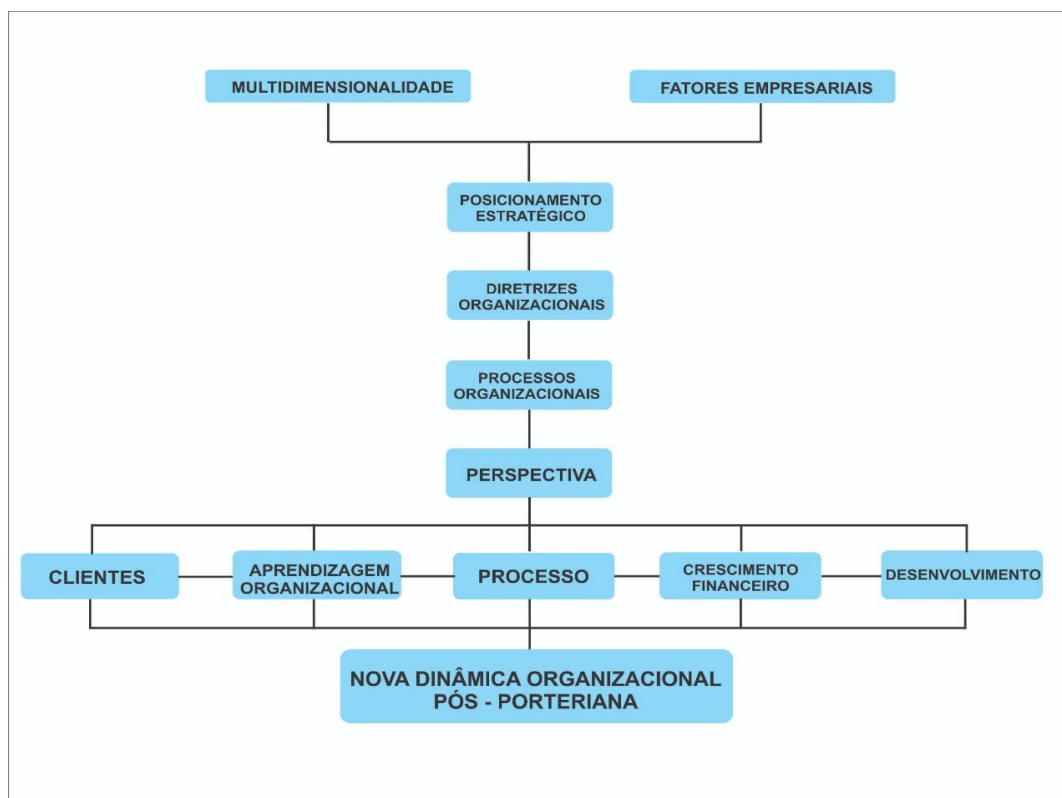 MULTIDIMENSIONALIDADE
FATORES EMPRESARIAIS
POSICIONAMENTO
ESTRATÉGICO
DIRETRIZES
ORGANIZACIONAIS
PROCESSOS
ORGANIZACIONAIS
PERSPECTIVA
CLIENTES
APRENDIZAGEM
ORGANIZACIONAL
PROCESSO
CRESCIMENTO
FINANCEIRO
DESENVOLVIMENTO
NOVA DINÂMICA ORGANIZACIONAL
PÓS - PORTERIANA